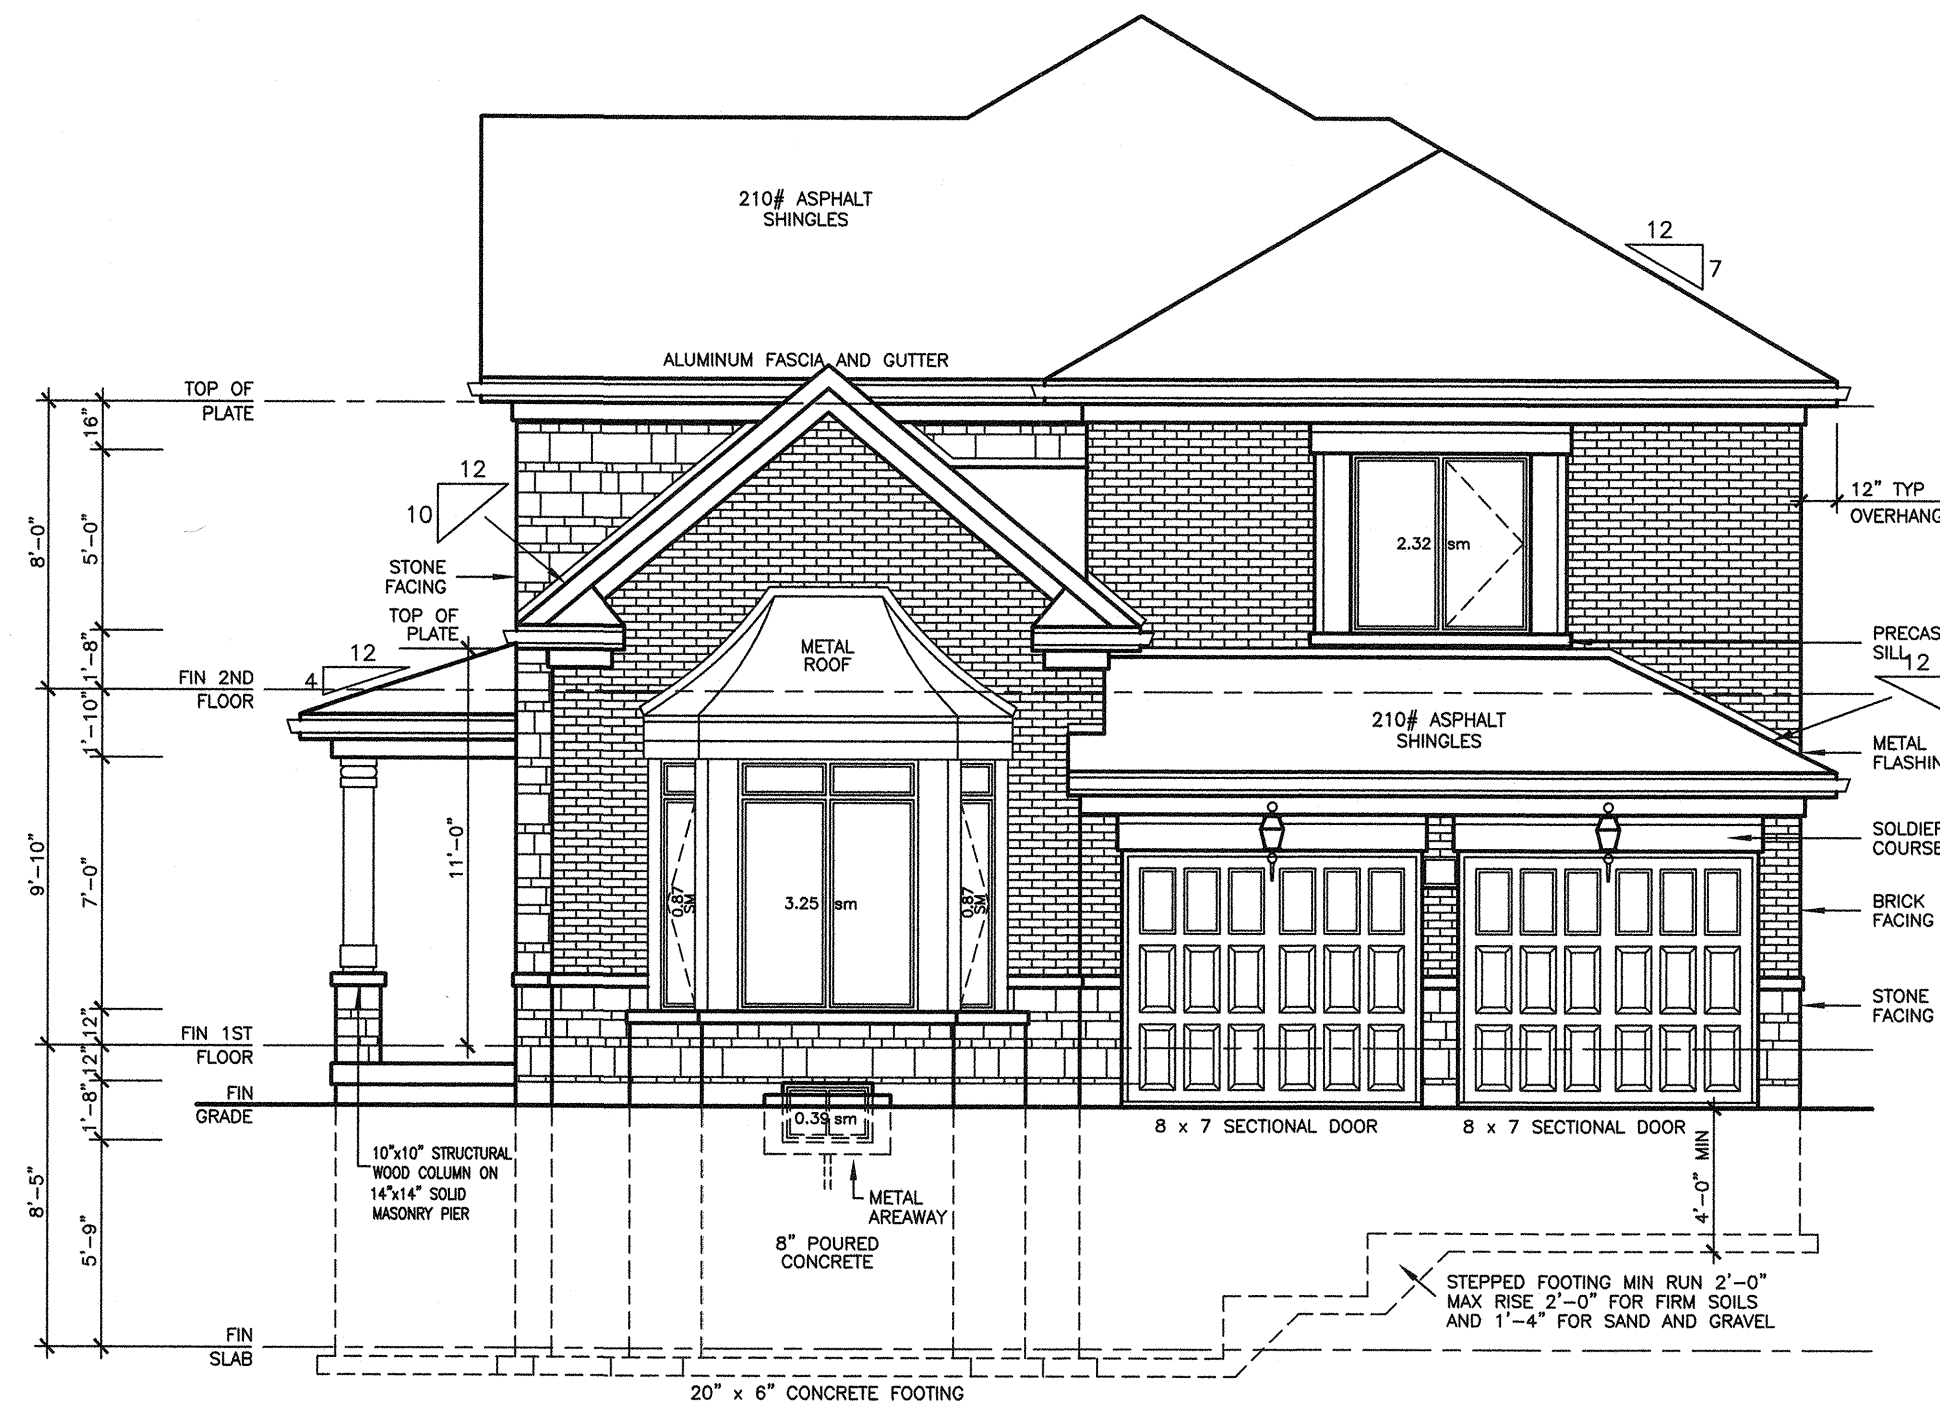 210# ASPHALT
SHINGLES
12
7
ALUMINUM FASCIA AND GUTTER
TOP OF
PLATE
16"
12
10
12" TYP
OVERHANG
8'-0"
5'-0"
2.32 sm
STONE
FACING
TOP OF
PLATE
1'-8"
METAL
ROOF
PRECAS
SILL
12
12
4
FIN 2ND
FLOOR
1'-10"
210# ASPHALT
SHINGLES
METAL
FLASHIN
9'-10"
7'-0"
11'-0"
SOLDIER
COURSE
0.87
SM
3.25 sm
0.87
SM
BRICK
FACING
STONE
FACING
12"
FIN 1ST
FLOOR
12"
FIN
GRADE
1'-8"
0.39 sm
8 x 7 SECTIONAL DOOR
8 x 7 SECTIONAL DOOR
10"x10" STRUCTURAL
WOOD COLUMN ON
14"x14" SOLID
MASONRY PIER
METAL
AREAWAY
4'-0" MIN
8'-5"
5'-9"
8" POURED
CONCRETE
STEPPED FOOTING MIN RUN 2'-0"
MAX RISE 2'-0" FOR FIRM SOILS
AND 1'-4" FOR SAND AND GRAVEL
FIN
SLAB
20" x 6" CONCRETE FOOTING